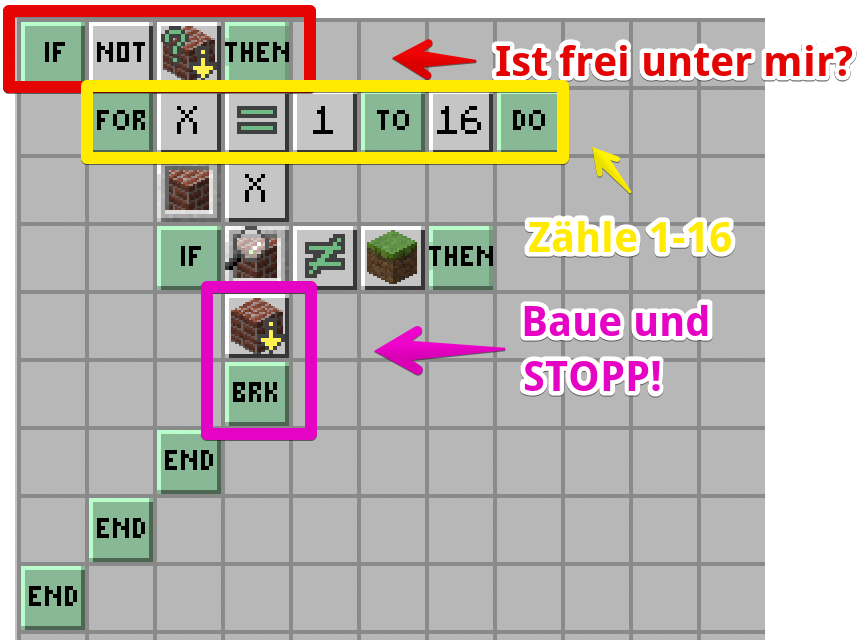 IF NOT ? THEN
Ist frei unter mir?
FOR X = 1 TO 16 DO
X
Zähle 1-16
IF ≠ THEN
Baue und
STOPP!
BRK
END
END
END